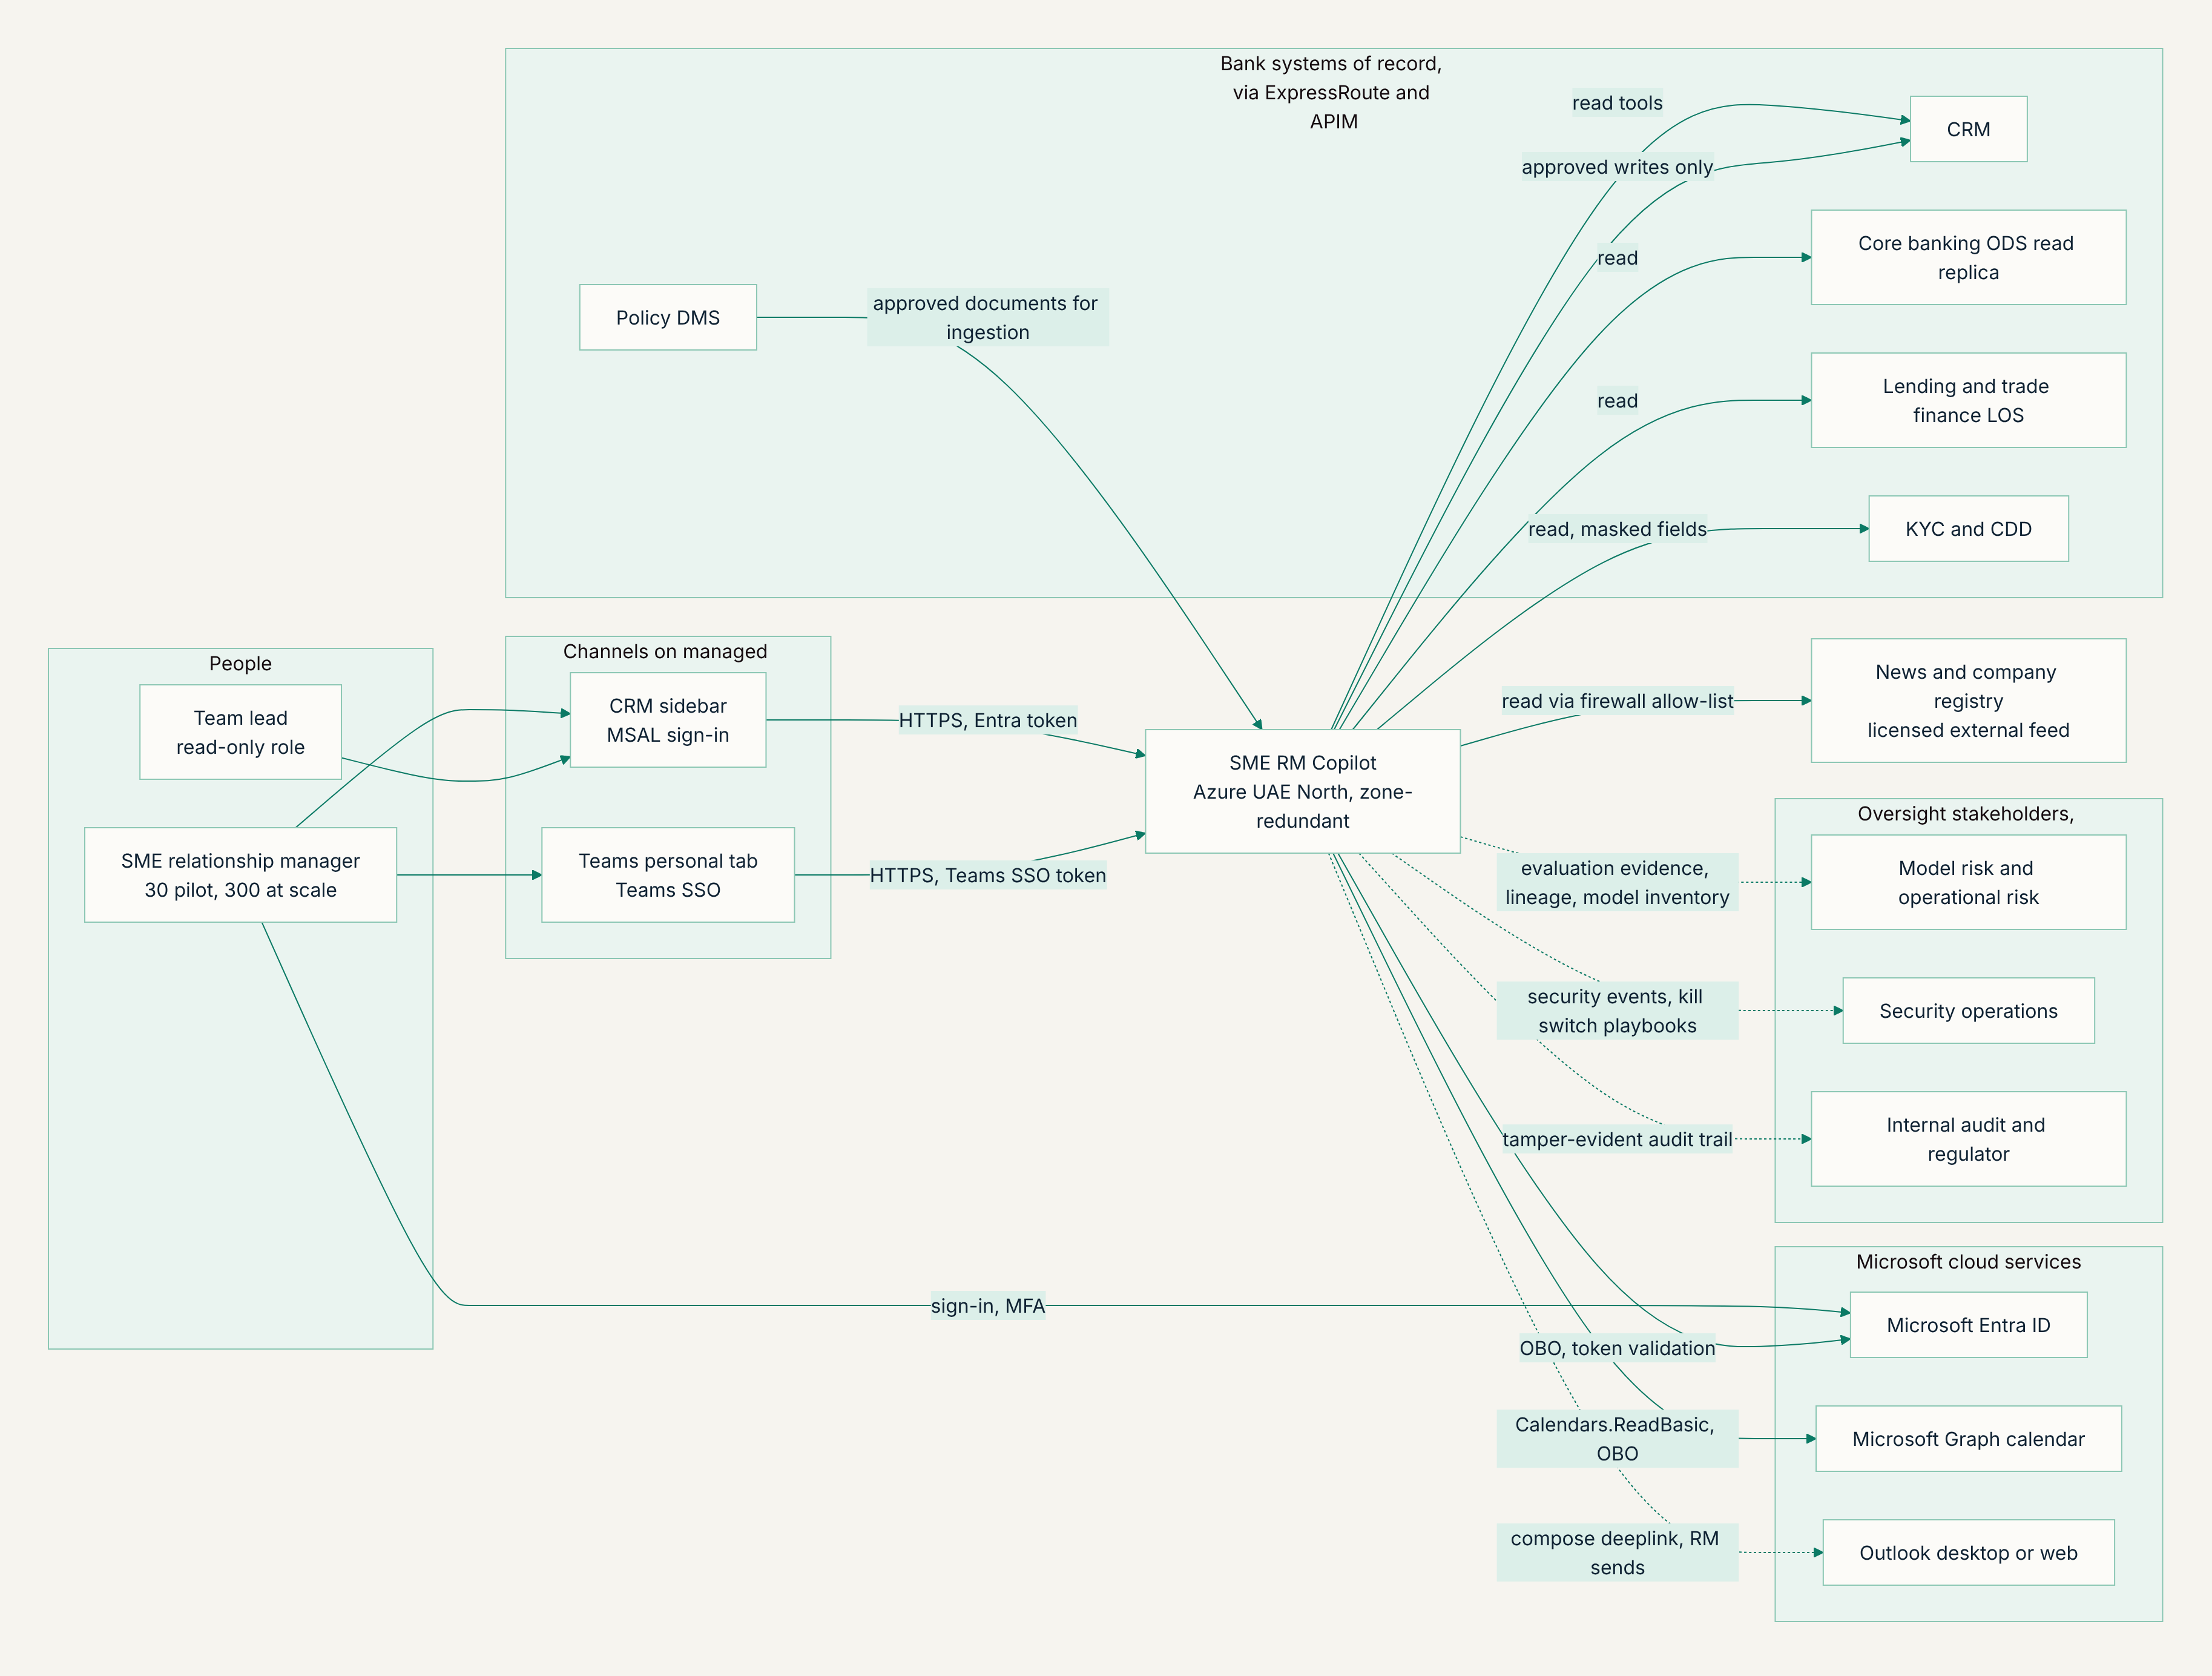 Bank systems of record,
via ExpressRoute and
APIM
read tools
CRM
approved writes only
Core banking ODS read
replica
read
Policy DMS
approved documents for
ingestion
Lending and trade
finance LOS
read
KYC and CDD
read, masked fields
People
Team lead
read-only role
SME relationship manager
30 pilot, 300 at scale
Channels on managed
CRM sidebar
MSAL sign-in
Teams personal tab
Teams SSO
HTTPS, Entra token
HTTPS, Teams SSO token
SME RM Copilot
Azure UAE North, zone-
redundant
read via firewall allow-list
News and company
registry
licensed external feed
Oversight stakeholders,
evaluation evidence,
lineage, model inventory
Model risk and
operational risk
security events, kill
switch playbooks
Security operations
tamper-evident audit trail
Internal audit and
regulator
Microsoft cloud services
sign-in, MFA
Microsoft Entra ID
OBO, token validation
Calendars.ReadBasic,
OBO
Microsoft Graph calendar
compose deeplink, RM
sends
Outlook desktop or web